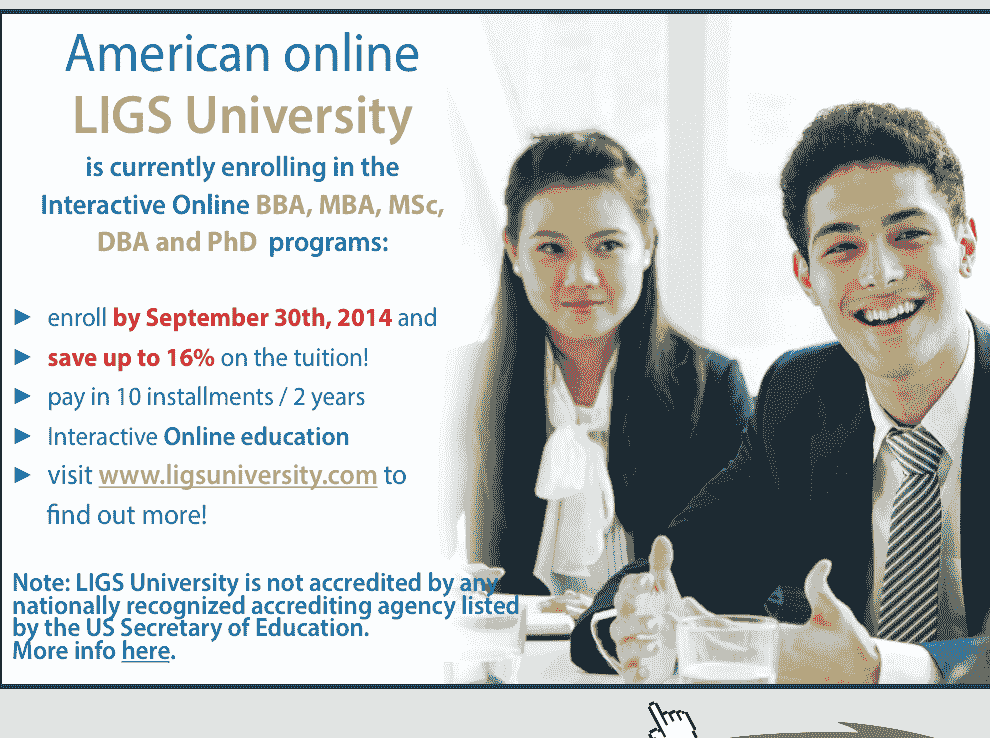 American online
LIGS University
is currently enrolling in the
Interactive Online BBA, MBA, MSc,
DBA and PhD programs:
► enroll by September 30th, 2014 and
► save up to 16% on the tuition!
► pay in 10 installments / 2 years
► Interactive Online education
► visit www.ligsuniversity.com to
find out more!
Note: LIGS University is not accredited by any
nationally recognized accrediting agency listed
by the US Secretary of Education.
More info here.